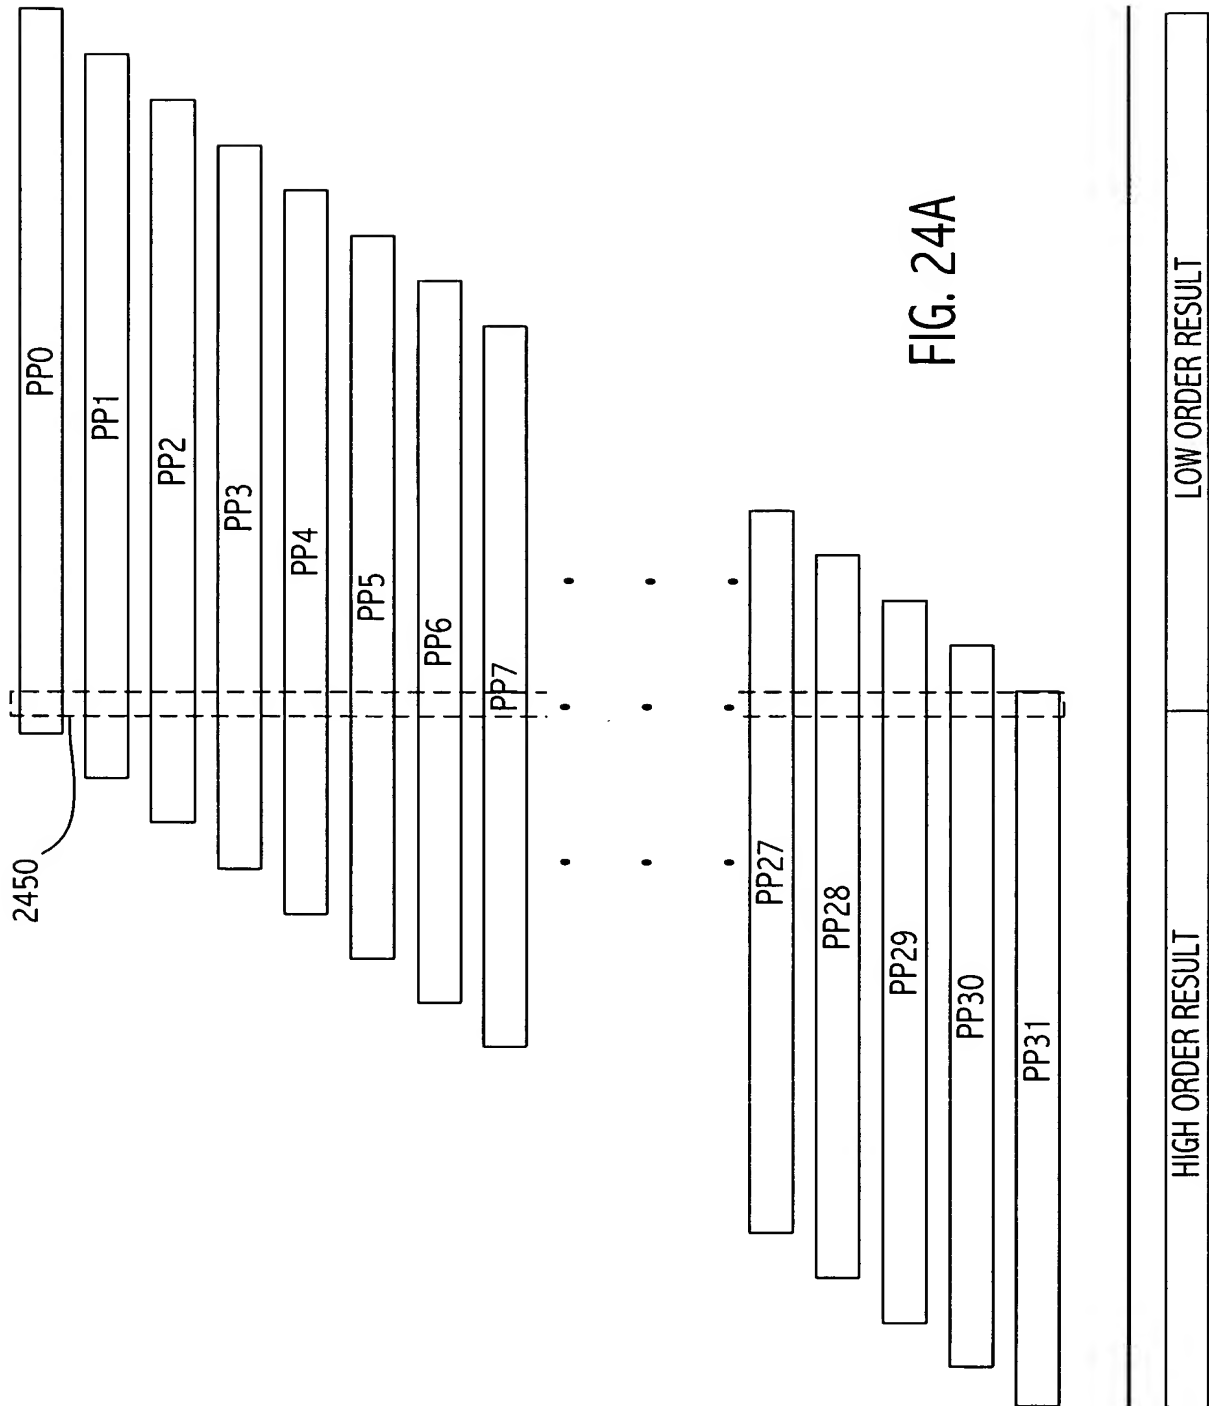 PP0
PP1
PP2
PP3
PP4
PP5
PP6
PP7
2450
PP27
PP28
PP29
PP30
PP31
FIG. 24A
HIGH ORDER RESULT
LOW ORDER RESULT